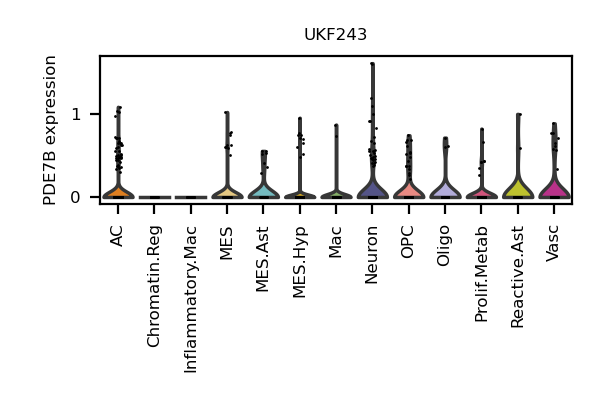 UKF243
PDE7B expression
1
0
AC
Chromatin.Reg
Inflammatory.Mac
MES
MES.Ast
MES.Hyp
Mac
Neuron
OPC
Oligo
Prolif.Metab
Reactive.Ast
Vasc